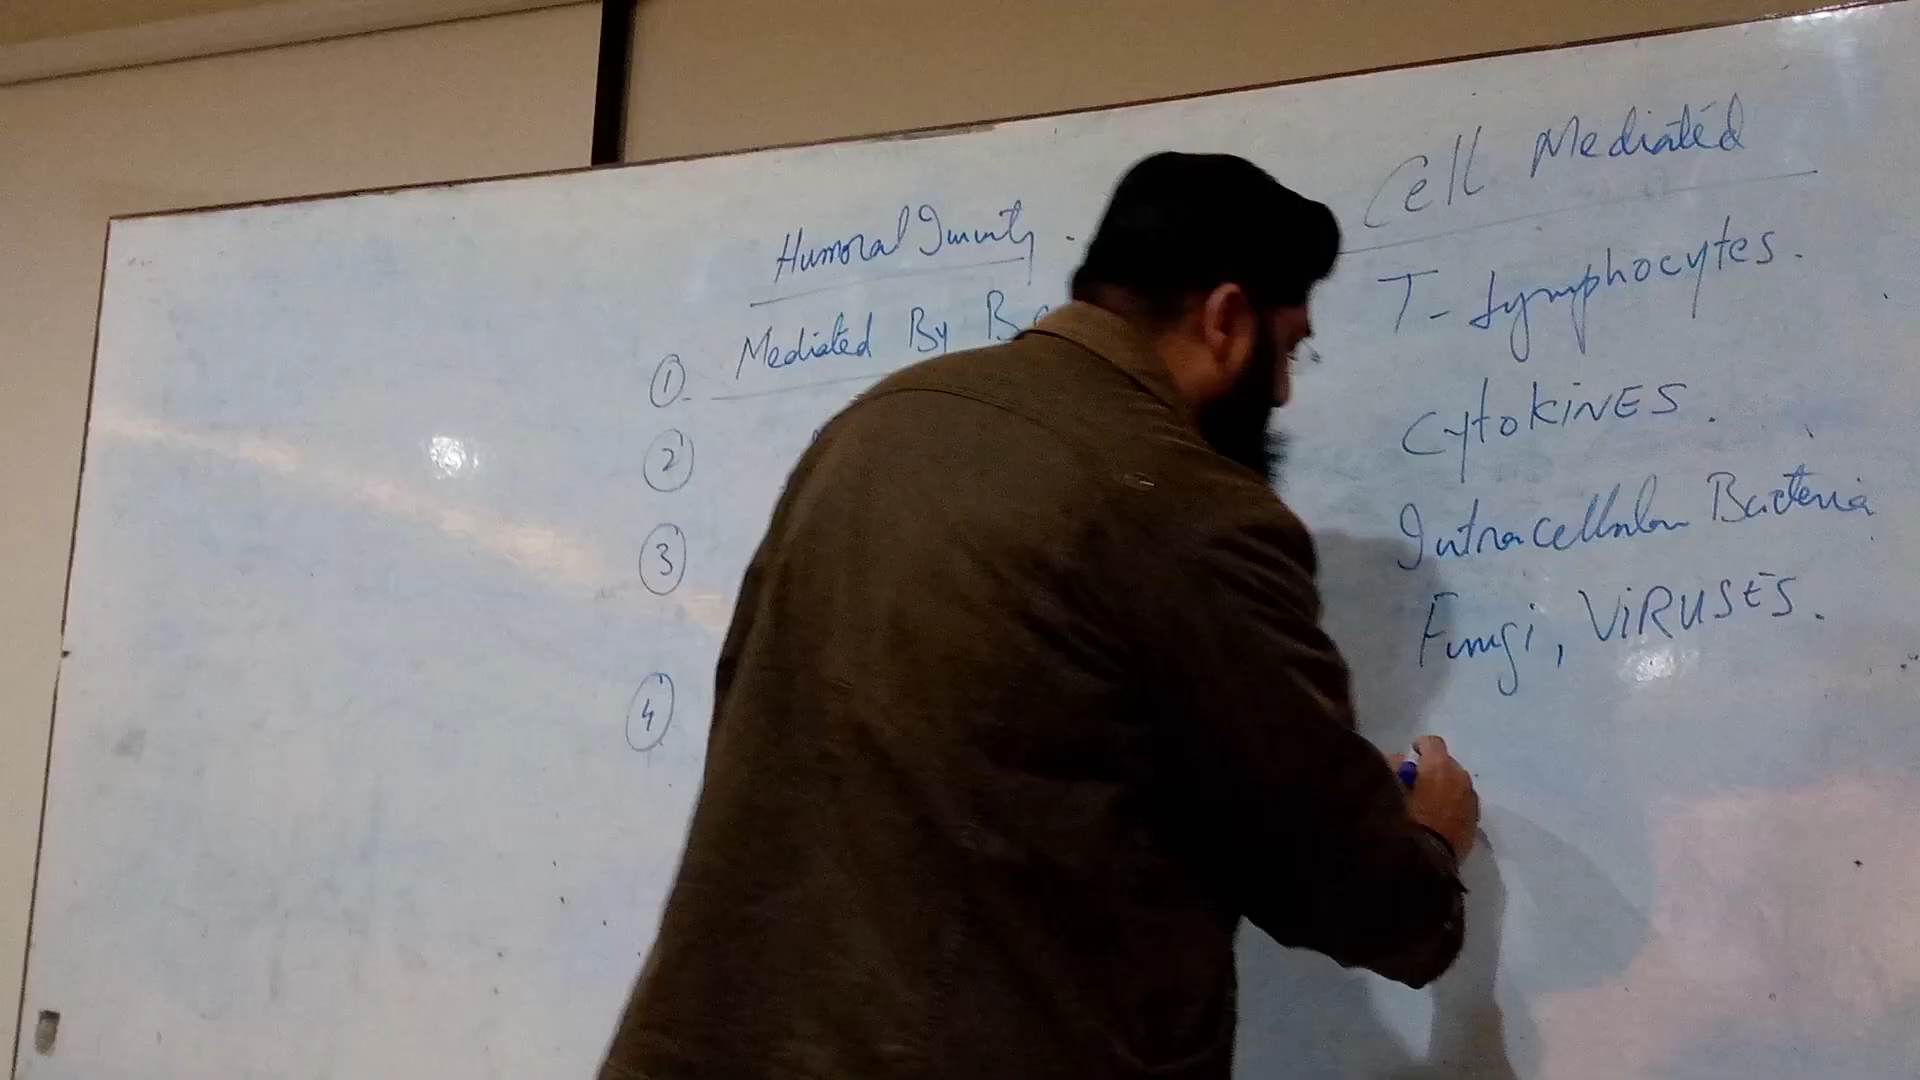 Humoral Immunity.
Cell Mediated
① Mediated By
T- Lymphocytes.
②
Cytokines.
③
Intracellular Bacteria
Fungi, Viruses.
④